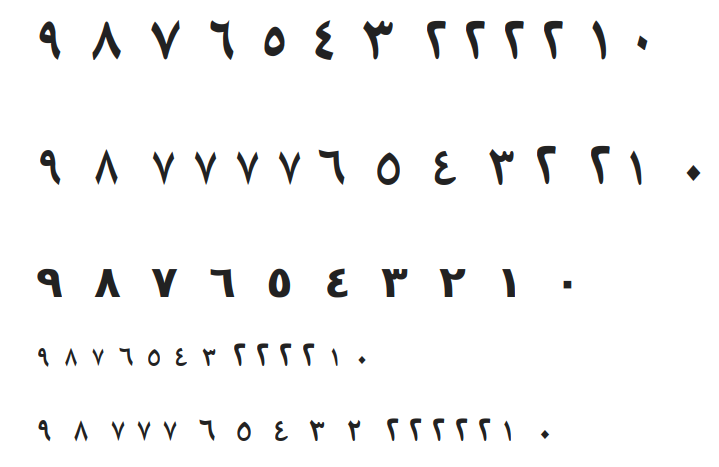 ٠ ١ ٢ ٢ ٢ ٢ ٣ ٤ ٥ ٦ ٧ ٨ ٩
٠ ١ ٢ ٢ ٣ ٤ ٥ ٦ ٧ ٧ ٧ ٧ ٨ ٩
٠ ١ ٢ ٣ ٤ ٥ ٦ ٧ ٨ ٩
٠ ١ ٢ ٢ ٢ ٢ ٣ ٤ ٥ ٦ ٧ ٨ ٩
٠ ١ ٢ ٢ ٢ ٢ ٢ ٢ ٣ ٤ ٥ ٦ ٧ ٧ ٧ ٨ ٩